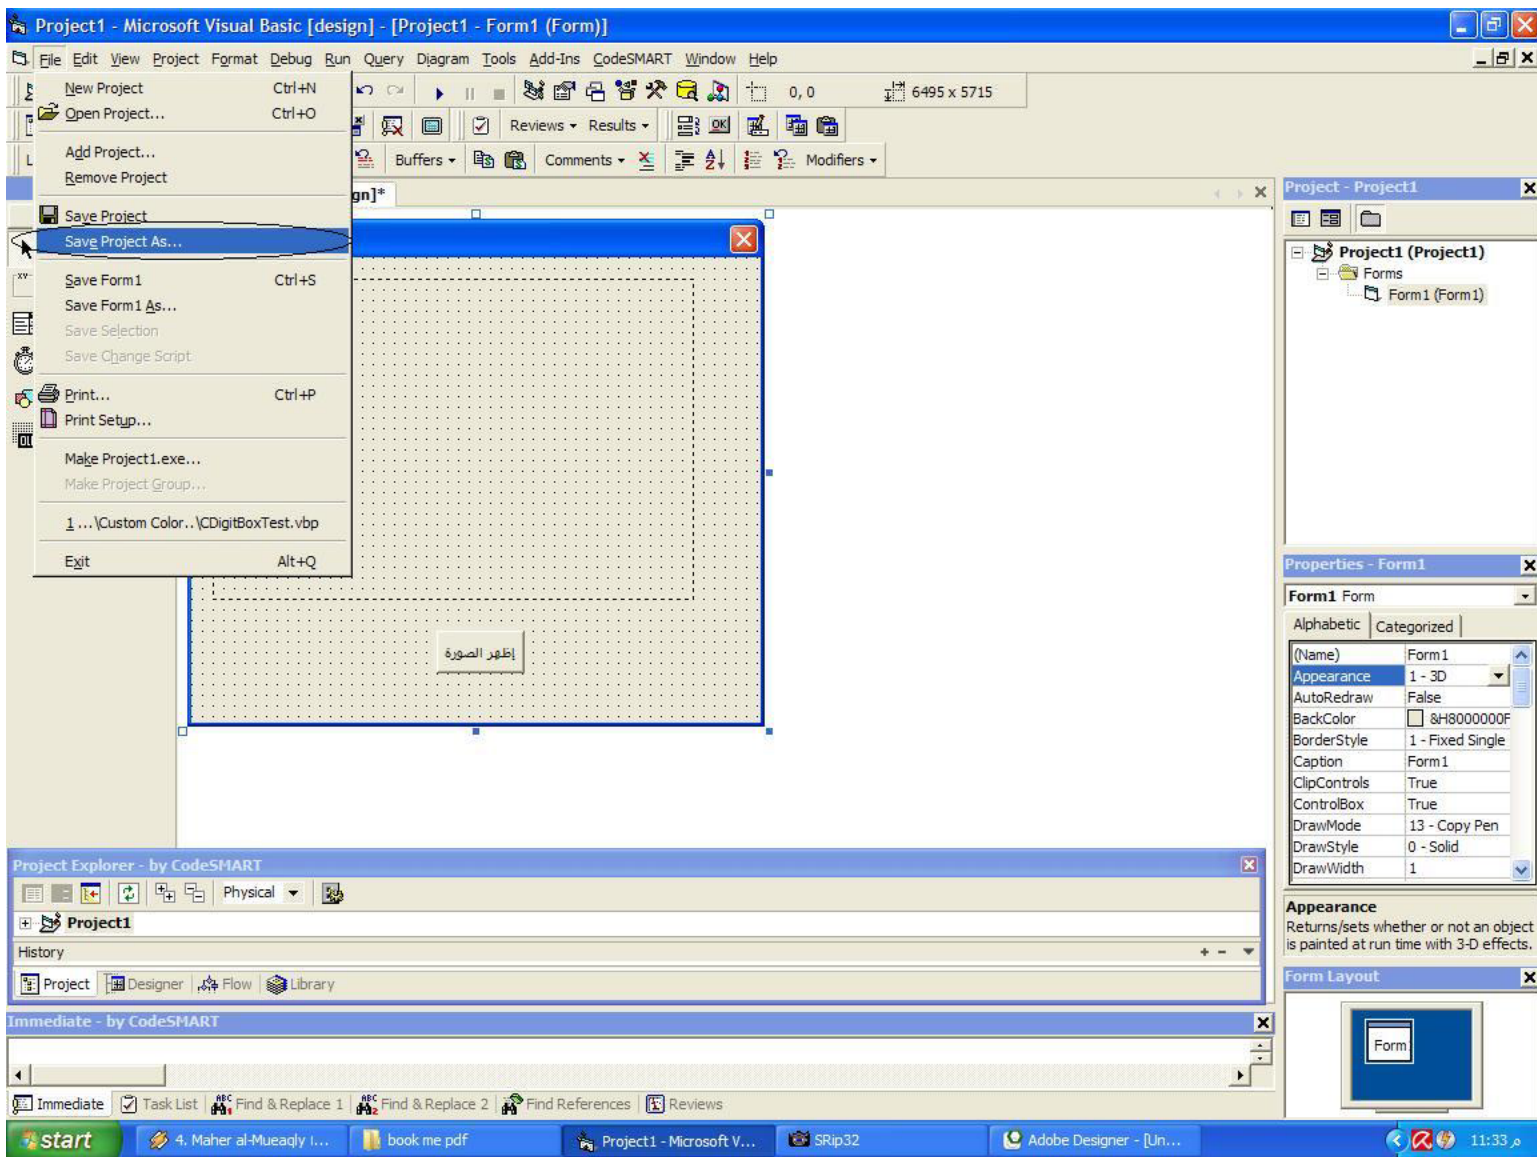 Project1 - Microsoft Visual Basic [design] - [Project1 - Form1 (Form)]
File Edit View Project Format Debug Run Query Diagram Tools Add-Ins CodeSMART Window Help
New Project Ctrl+N
Open Project... Ctrl+O
Add Project...
Remove Project
Save Project
Save Project As...
Save Form1 Ctrl+S
Save Form1 As...
Save Selection
Save Change Script
Print... Ctrl+P
Print Setup...
Make Project1.exe...
Make Project Group...
1 ...\Custom Color..\CDigitBoxTest.vbp
Exit Alt+Q
0, 0 6495 x 5715
Reviews Results
Buffers Comments Modifiers
gn]*
إظهر الصورة
Project - Project1
Project1 (Project1)
Forms
Form1 (Form1)
Properties - Form1
Form1 Form
Alphabetic Categorized
(Name) Form1
Appearance 1 - 3D
AutoRedraw False
BackColor &H8000000F
BorderStyle 1 - Fixed Single
Caption Form1
ClipControls True
ControlBox True
DrawMode 13 - Copy Pen
DrawStyle 0 - Solid
DrawWidth 1
Appearance
Returns/sets whether or not an object
is painted at run time with 3-D effects.
Form Layout
Form
Project Explorer - by CodeSMART
Physical
Project1
History
Project Designer Flow Library
Immediate - by CodeSMART
Immediate Task List Find & Replace 1 Find & Replace 2 Find References Reviews
start 4. Maher al-Mueaqly ... book me pdf Project1 - Microsoft V... SRip32 Adobe Designer - [Un... 11:33 م